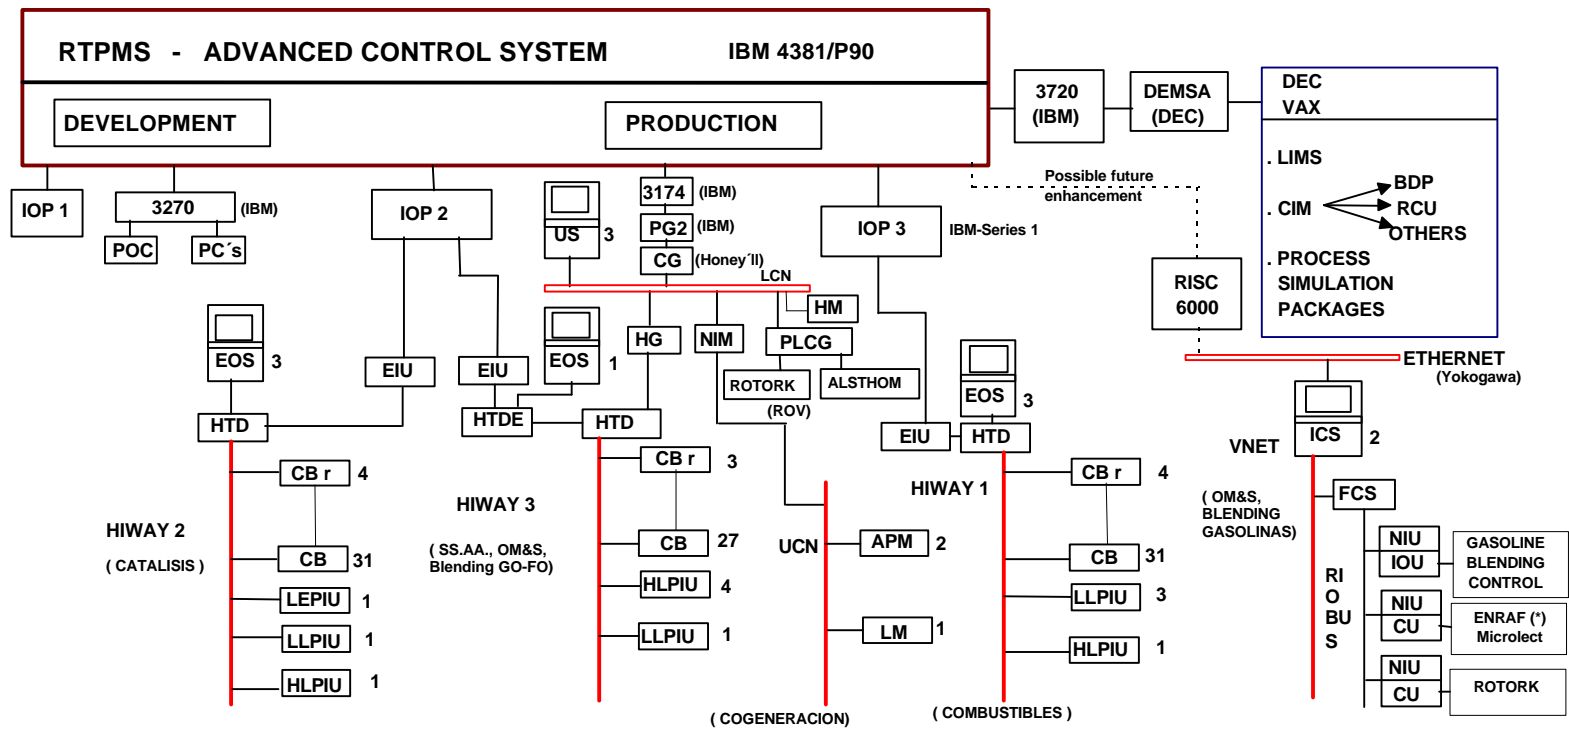 RTPMS - ADVANCED CONTROL SYSTEM IBM 4381/P90
DEVELOPMENT
PRODUCTION
3720
(IBM)
DEMSA
(DEC)
DEC
VAX
. LIMS
. CIM
BDP
RCU
OTHERS
. PROCESS
SIMULATION
PACKAGES
Possible future
enhancement
IOP 1
3270
(IBM)
POC
PC´s
IOP 2
US
3
3174
(IBM)
PG2
(IBM)
CG
(Honey´ll)
LCN
IOP 3
IBM-Series 1
RISC
6000
ETHERNET
(Yokogawa)
EOS
3
EIU
EIU
EOS
1
HG
NIM
HM
PLCG
ROTORK
(ROV)
ALSTHOM
EOS
3
HTD
HTDE
HTD
EIU
HTD
ICS
2
VNET
HIWAY 2
( CATALISIS )
CB r
4
CB
31
LEPIU
1
LLPIU
1
HLPIU
1
HIWAY 3
( SS.AA., OM&S,
Blending GO-FO)
CB r
3
CB
27
HLPIU
4
LLPIU
1
UCN
APM
2
LM
1
( COGENERACION)
HIWAY 1
CB r
4
CB
31
LLPIU
3
HLPIU
1
( COMBUSTIBLES )
( OM&S,
BLENDING
GASOLINAS)
RI
O
BU
S
FCS
NIU
IOU
GASOLINE
BLENDING
CONTROL
NIU
CU
ENRAF (*)
Microlect
NIU
CU
ROTORK